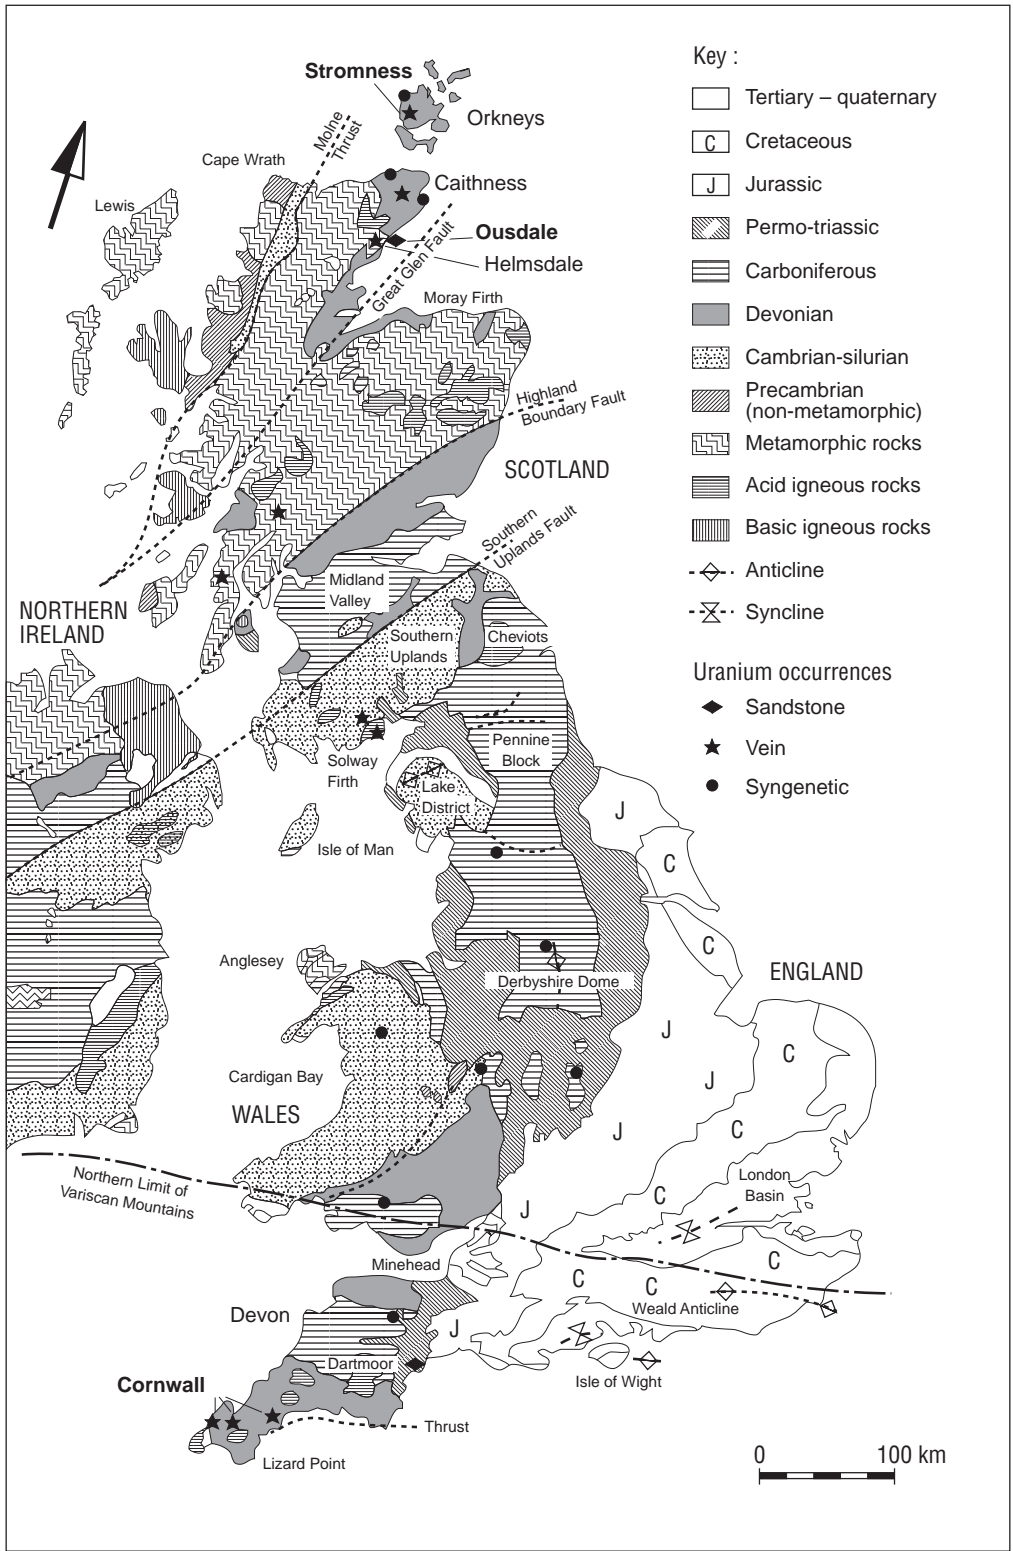 Key :
Tertiary – quaternary
C
Cretaceous
J
Jurassic
Permo-triassic
Carboniferous
Devonian
Cambrian-silurian
Precambrian
(non-metamorphic)
Metamorphic rocks
Acid igneous rocks
Basic igneous rocks
Anticline
Syncline
Uranium occurrences
Sandstone
Vein
Syngenetic
Stromness
Orkneys
Molne
Thrust
Cape Wrath
Caithness
Lewis
Ousdale
Helmsdale
Great Glen Fault
Moray Firth
Highland
Boundary Fault
SCOTLAND
Southern
Uplands Fault
Midland
Valley
NORTHERN
IRELAND
Southern
Uplands
Cheviots
Pennine
Block
Solway
Firth
Lake
District
J
Isle of Man
C
C
Anglesey
ENGLAND
Derbyshire Dome
J
C
Cardigan Bay
J
WALES
J
C
Northern Limit of
Variscan Mountains
London
Basin
C
J
C
Minehead
C
C
Weald Anticline
Devon
J
Dartmoor
Isle of Wight
Cornwall
Thrust
Lizard Point
0
100 km